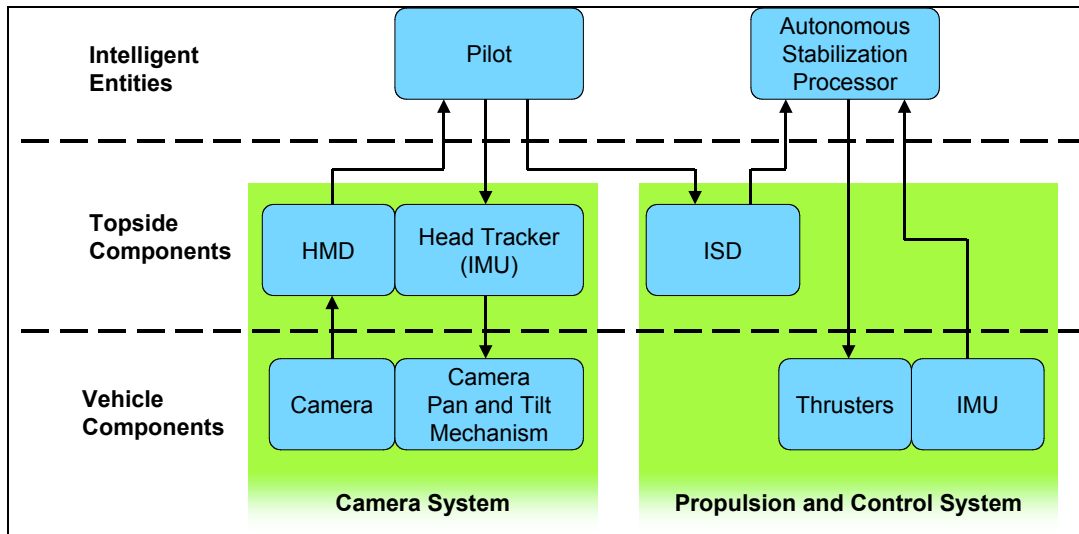 Intelligent
Entities
Pilot
Autonomous
Stabilization
Processor
Topside
Components
HMD
Head Tracker
(IMU)
ISD
Vehicle
Components
Camera
Camera
Pan and Tilt
Mechanism
Thrusters
IMU
Camera System
Propulsion and Control System